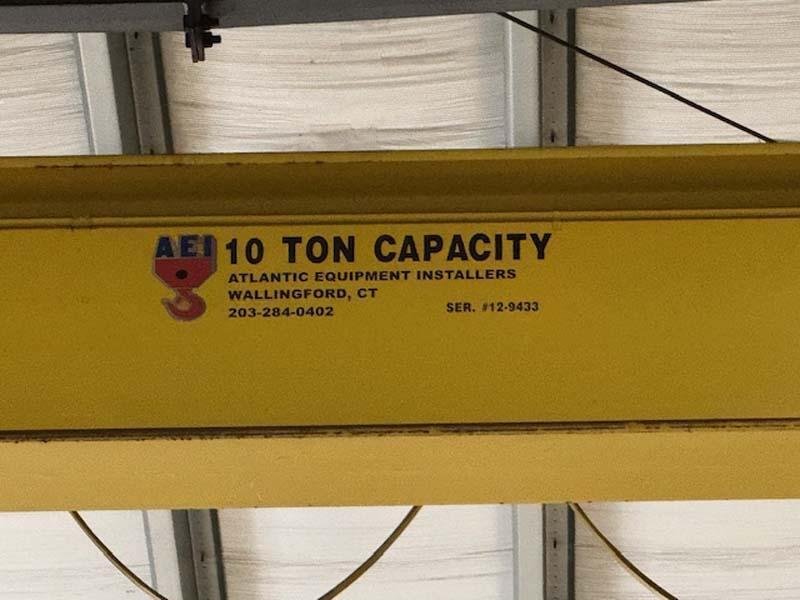 AEI 10 TON CAPACITY
ATLANTIC EQUIPMENT INSTALLERS
WALLINGFORD, CT
203-284-0402 SER. #12-9433